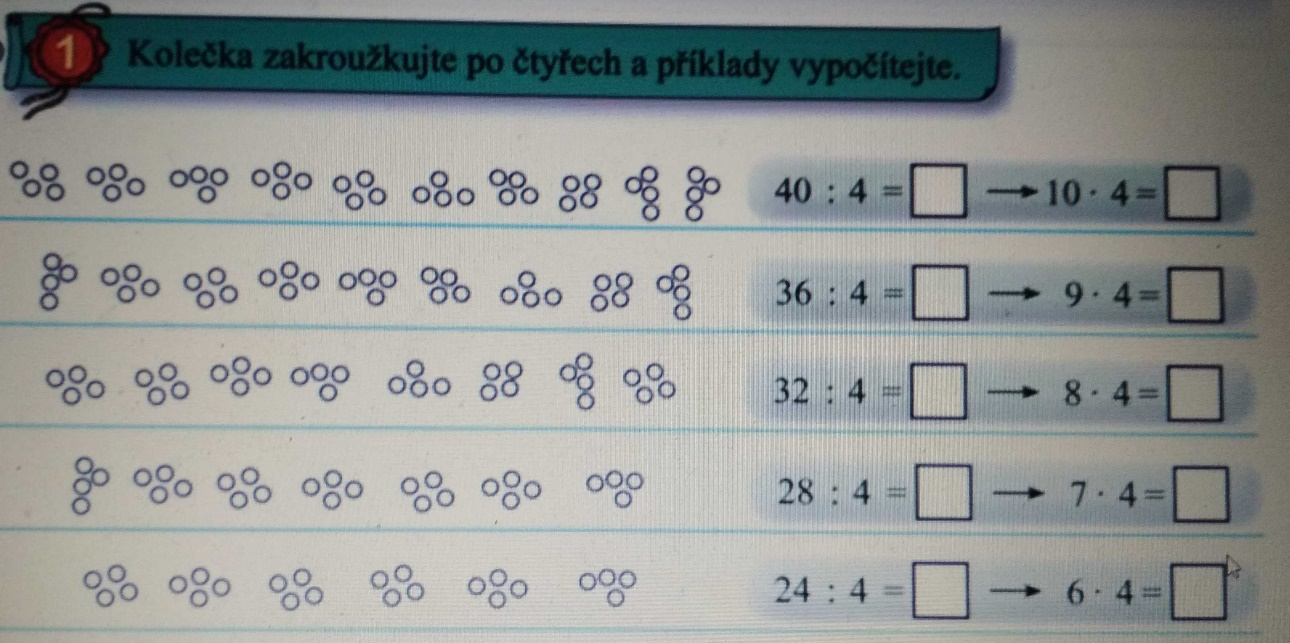 1 Kolečka zakroužkujte po čtyřech a příklady vypočítejte.
40 : 4 = → 10 · 4 =
36 : 4 = → 9 · 4 =
32 : 4 = → 8 · 4 =
28 : 4 = → 7 · 4 =
24 : 4 = → 6 · 4 =